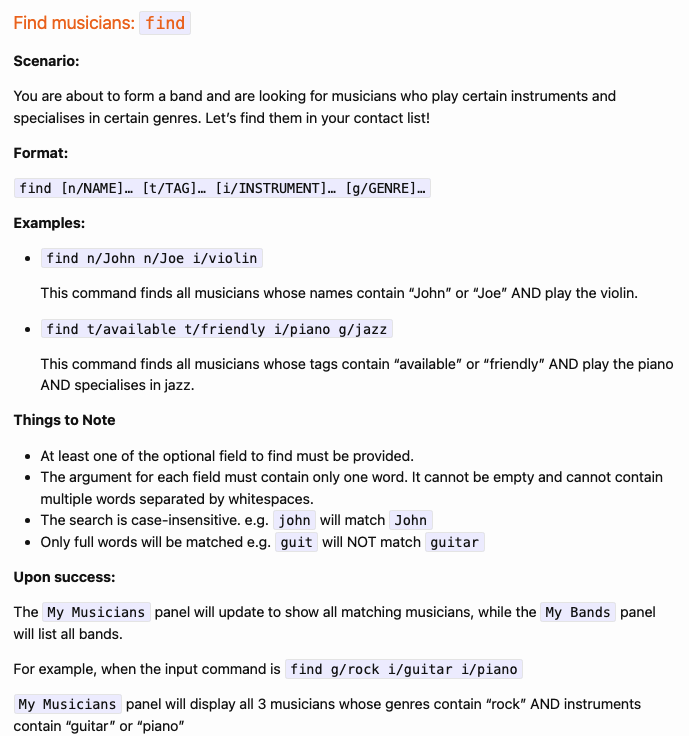 Find musicians: find
Scenario:
You are about to form a band and are looking for musicians who play certain instruments and
specialises in certain genres. Let’s find them in your contact list!
Format:
find [n/NAME]… [t/TAG]… [i/INSTRUMENT]… [g/GENRE]…
Examples:
find n/John n/Joe i/violin
This command finds all musicians whose names contain “John” or “Joe” AND play the violin.
find t/available t/friendly i/piano g/jazz
This command finds all musicians whose tags contain “available” or “friendly” AND play the piano
AND specialises in jazz.
Things to Note
At least one of the optional field to find must be provided.
The argument for each field must contain only one word. It cannot be empty and cannot contain
multiple words separated by whitespaces.
The search is case-insensitive. e.g. john will match John
Only full words will be matched e.g. guit will NOT match guitar
Upon success:
The My Musicians panel will update to show all matching musicians, while the My Bands panel
will list all bands.
For example, when the input command is find g/rock i/guitar i/piano
My Musicians panel will display all 3 musicians whose genres contain “rock” AND instruments
contain “guitar” or “piano”